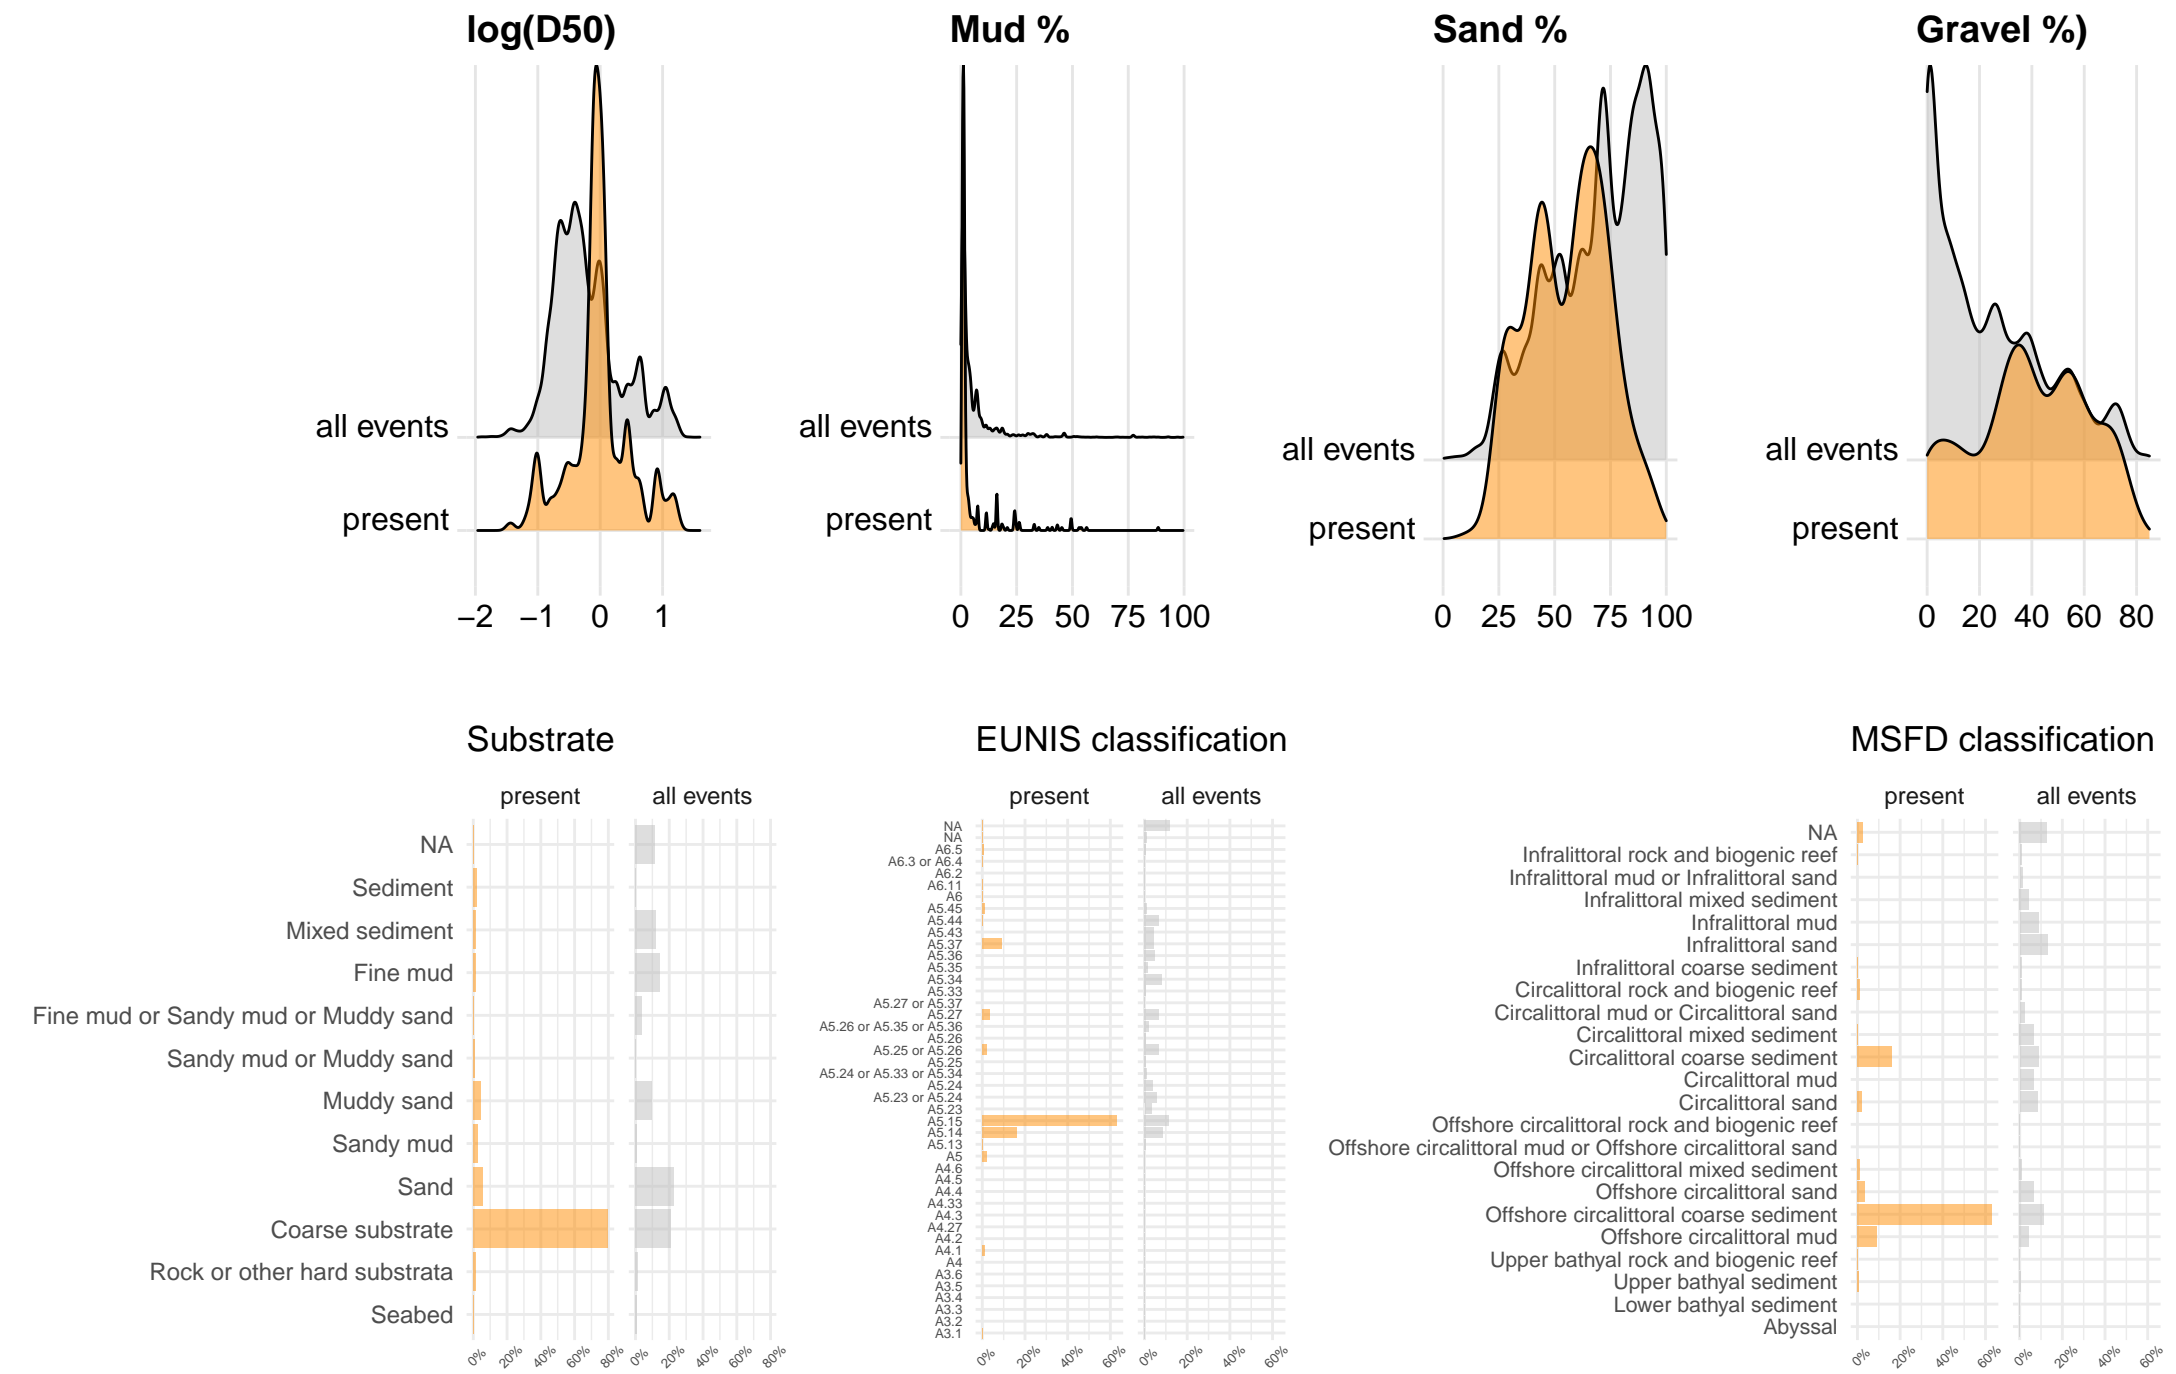 log(D50)
Mud %
Sand %
Gravel %)
all events
present
−2 −1 0 1
all events
present
0 25 50 75 100
all events
present
0 25 50 75 100
all events
present
0 20 40 60 80
Substrate
present all events
NA
Sediment
Mixed sediment
Fine mud
Fine mud or Sandy mud or Muddy sand
Sandy mud or Muddy sand
Muddy sand
Sandy mud
Sand
Coarse substrate
Rock or other hard substrata
Seabed
0% 20% 40% 60% 80% 0% 20% 40% 60% 80%
EUNIS classification
present all events
NA
NA
A6.5
A6.3 or A6.4
A6.2
A6.11
A6
A5.45
A5.44
A5.43
A5.37
A5.36
A5.35
A5.34
A5.33
A5.27 or A5.37
A5.27
A5.26 or A5.35 or A5.36
A5.26
A5.25 or A5.26
A5.25
A5.24 or A5.33 or A5.34
A5.24
A5.23 or A5.24
A5.23
A5.15
A5.14
A5.13
A5
A4.6
A4.5
A4.4
A4.33
A4.3
A4.27
A4.2
A4.1
A4
A3.6
A3.5
A3.4
A3.3
A3.2
A3.1
0% 20% 40% 60% 0% 20% 40% 60%
MSFD classification
present all events
NA
Infralittoral rock and biogenic reef
Infralittoral mud or Infralittoral sand
Infralittoral mixed sediment
Infralittoral mud
Infralittoral sand
Infralittoral coarse sediment
Circalittoral rock and biogenic reef
Circalittoral mud or Circalittoral sand
Circalittoral mixed sediment
Circalittoral coarse sediment
Circalittoral mud
Circalittoral sand
Offshore circalittoral rock and biogenic reef
Offshore circalittoral mud or Offshore circalittoral sand
Offshore circalittoral mixed sediment
Offshore circalittoral sand
Offshore circalittoral coarse sediment
Offshore circalittoral mud
Upper bathyal rock and biogenic reef
Upper bathyal sediment
Lower bathyal sediment
Abyssal
0% 20% 40% 60% 0% 20% 40% 60%